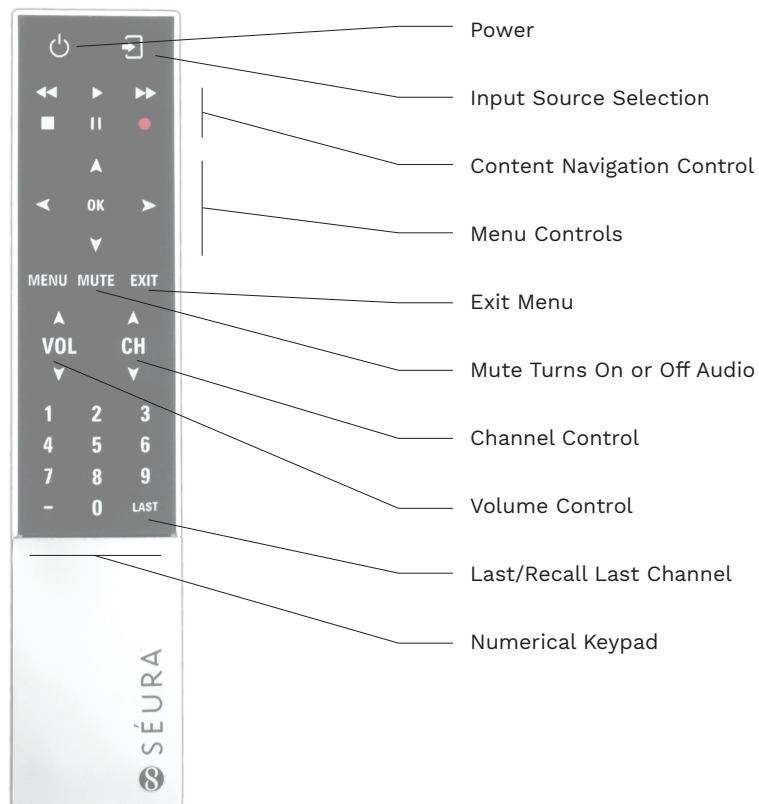 Power
Input Source Selection
Content Navigation Control
OK
Menu Controls
MENU MUTE EXIT
Exit Menu
VOL CH
Mute Turns On or Off Audio
1 2 3
4 5 6
Channel Control
7 8 9
- 0 LAST
Volume Control
Last/Recall Last Channel
Numerical Keypad
SÉURA